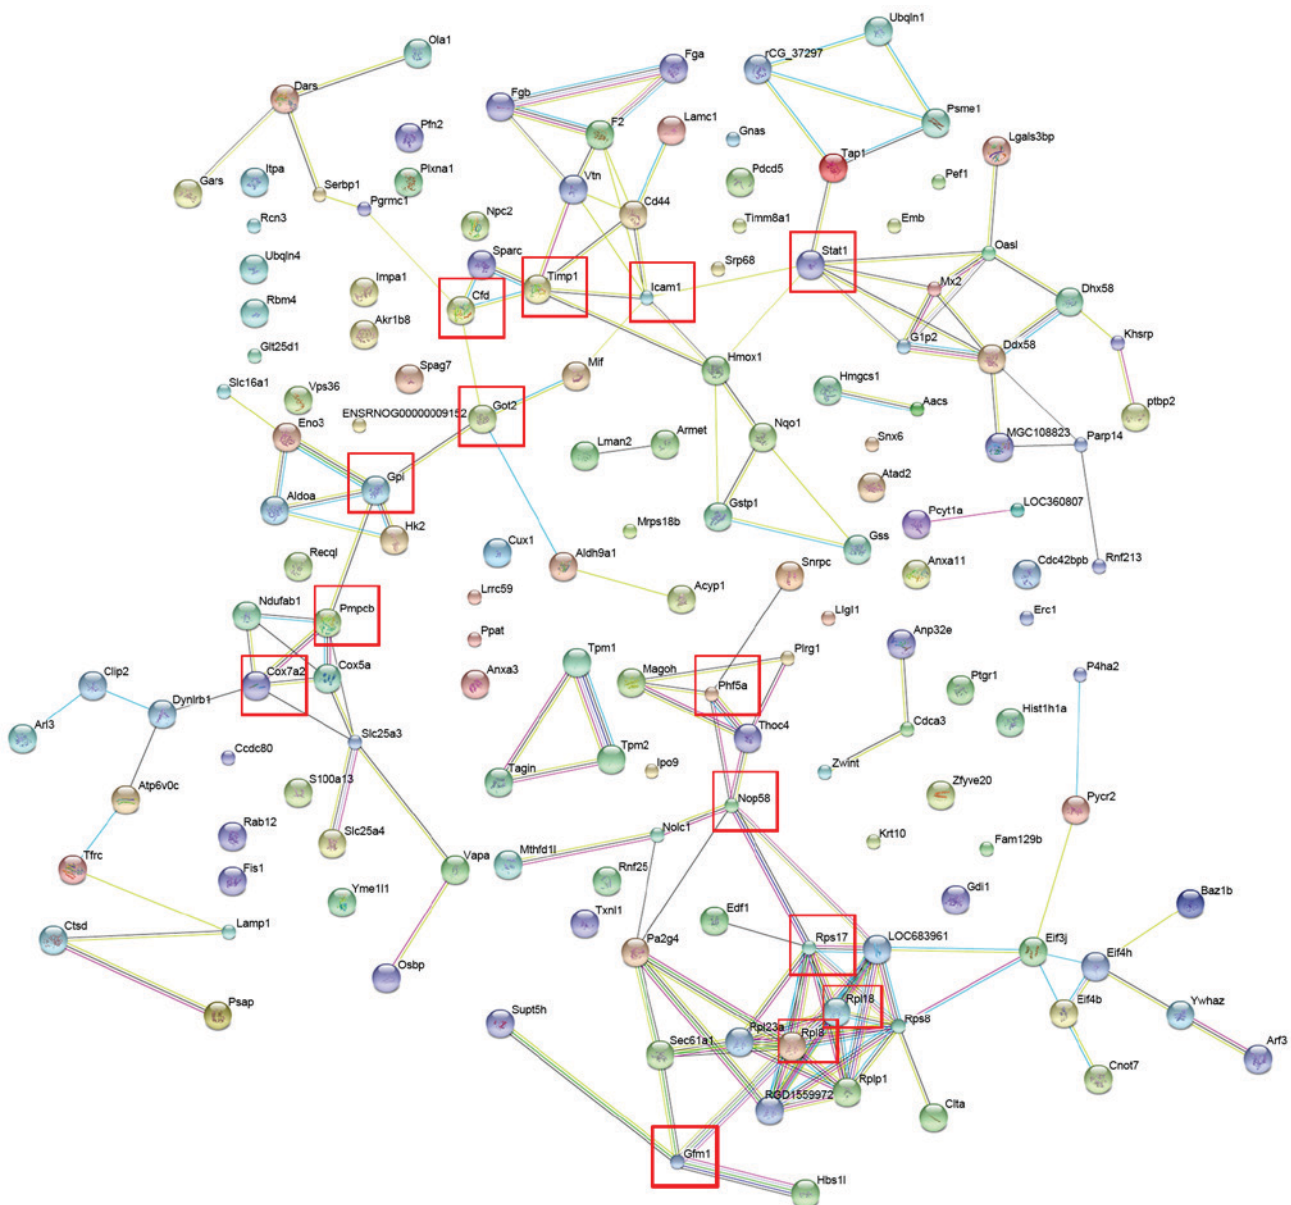 Ola1
Fga
Ubqln1
rCG_37297
Dars
Fgb
F2
Lamc1
Gnas
Psme1
Pfn2
Lgals3bp
Tap1
Itpa
Plxna1
Pdcd5
Gars
Serbp1
Vtn
Pef1
Pgrmc1
Cd44
Rcn3
Npc2
Timm8a1
Emb
Ubqln4
Sparc
Stat1
Oasl
Impa1
Timp1
Icam1
Srp68
Mx2
Dhx58
Rbm4
Cfd
Akr1b8
G1p2
Khsrp
Glt25d1
Ddx58
Spag7
Mif
Hmox1
Slc16a1
Vps36
Hmgcs1
ENSRNOG00000009152
Got2
Aacs
ptbp2
Eno3
Lman2
Armet
Nqo1
Snx6
MGC108823
Parp14
Gpi
Atad2
Aldoa
Gstp1
Pcyt1a
LOC360807
Hk2
Mrps18b
Gss
Cux1
Recql
Aldh9a1
Snrpc
Anxa11
Cdc42bpb
Rnf213
Lrrc59
Acyp1
Ndufab1
Pmpcb
Llgl1
Erc1
Ppat
Tpm1
Anp32e
Clip2
Cox7a2
Cox5a
Anxa3
Magoh
Plrg1
P4ha2
Dynlrb1
Phf5a
Ptgr1
Arl3
Hist1h1a
Slc25a3
Thoc4
Cdca3
Ccdc80
Tpm2
Tagln
Ipo9
Zwint
Atp6v0c
S100a13
Nop58
Zfyve20
Pycr2
Rab12
Slc25a4
Nolc1
Krt10
Fam129b
Tfrc
Vapa
Mthfd1l
Fis1
Rnf25
Yme1l1
Gdi1
Baz1b
Ctsd
Lamp1
Txnl1
Edf1
Pa2g4
Rps17
LOC683961
Eif3j
Eif4h
Osbp
Psap
Rpl18
Eif4b
Ywhaz
Supt5h
Rpl23a
Rpl8
Rps8
Sec61a1
Arf3
Cnot7
RGD1559972
Rplp1
Clta
Gfm1
Hbs1l